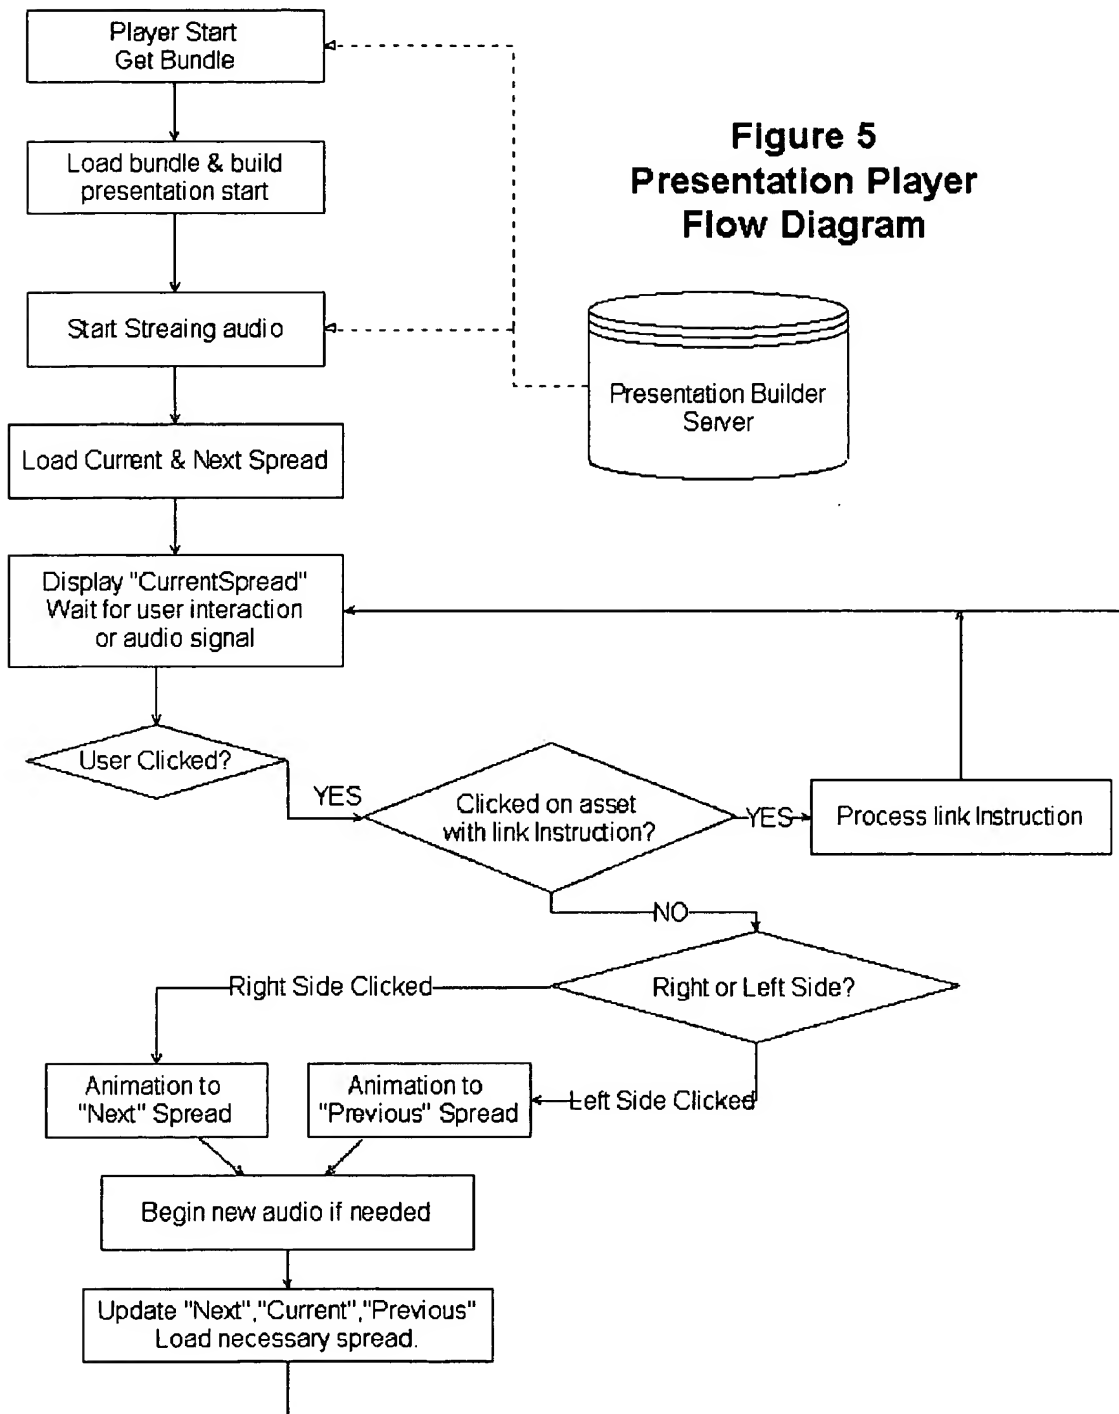 Player Start
Get Bundle
Figure 5
Presentation Player
Flow Diagram
Load bundle & build
presentation start
Start Streaing audio
Presentation Builder
Server
Load Current & Next Spread
Display "CurrentSpread"
Wait for user interaction
or audio signal
User Clicked?
YES
Clicked on asset
with link Instruction?
YES
Process link Instruction
NO
Right or Left Side?
Right Side Clicked
Animation to
"Next" Spread
Animation to
"Previous" Spread
Left Side Clicked
Begin new audio if needed
Update "Next","Current","Previous"
Load necessary spread.